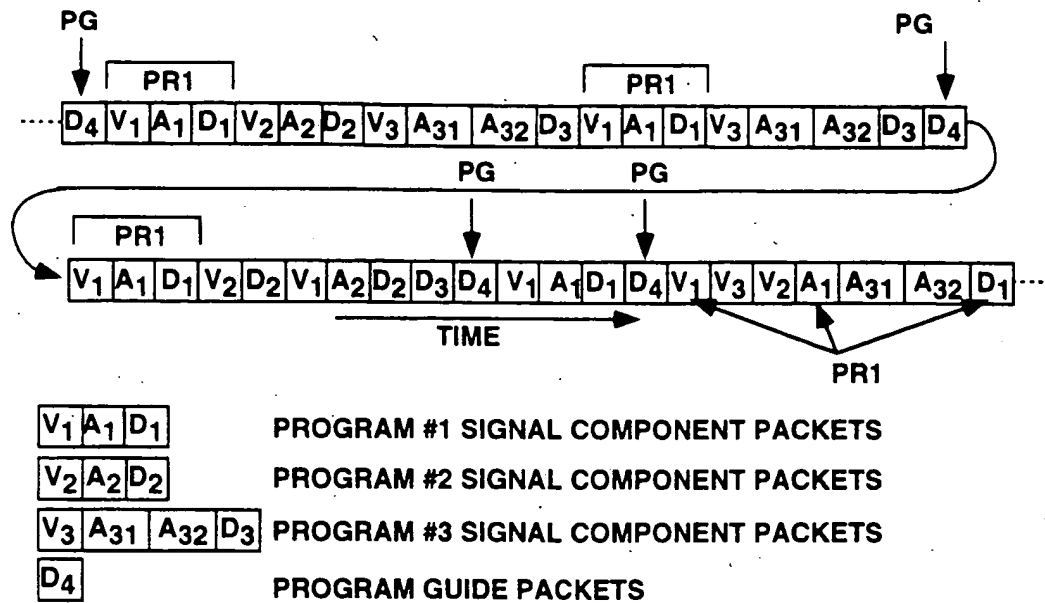 PG PG
PR1 PR1
D4 V1 A1 D1 V2 A2 D2 V3 A31 A32 D3 V1 A1 D1 V3 A31 A32 D3 D4
PG PG
PR1
V1 A1 D1 V2 D2 V1 A2 D2 D3 D4 V1 A1 D1 D4 V1 V3 V2 A1 A31 A32 D1
TIME
PR1
V1 A1 D1 PROGRAM #1 SIGNAL COMPONENT PACKETS
V2 A2 D2 PROGRAM #2 SIGNAL COMPONENT PACKETS
V3 A31 A32 D3 PROGRAM #3 SIGNAL COMPONENT PACKETS
D4 PROGRAM GUIDE PACKETS